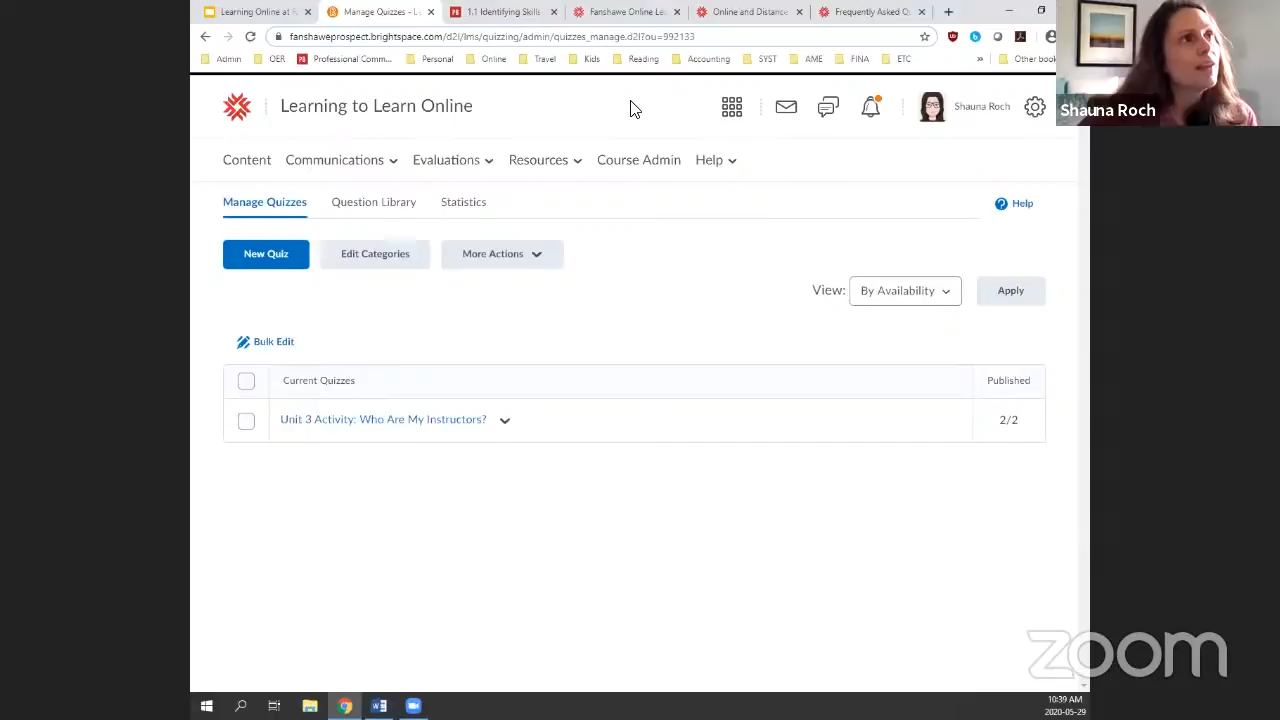 Learning Online at F
Manage Quizzes - Le
1.1 Identifying Skills
Fanshawe Online Lea
Online and Distance
Frequently Asked Q
fanshaweprospect.brightspace.com/d2l/lms/quizzing/admin/quizzes_manage.d2l?ou=992133
Admin
OER
Professional Comm...
Personal
Online
Travel
Kids
Reading
Accounting
SYST
AME
FINA
ETC
»
Other book
Shauna Roch
Learning to Learn Online
Shauna Roch
Content
Communications
Evaluations
Resources
Course Admin
Help
Manage Quizzes
Question Library
Statistics
Help
New Quiz
Edit Categories
More Actions
View:
By Availability
Apply
Bulk Edit
Current Quizzes
Published
Unit 3 Activity: Who Are My Instructors?
2/2
zoom
10:39 AM
2020-05-29